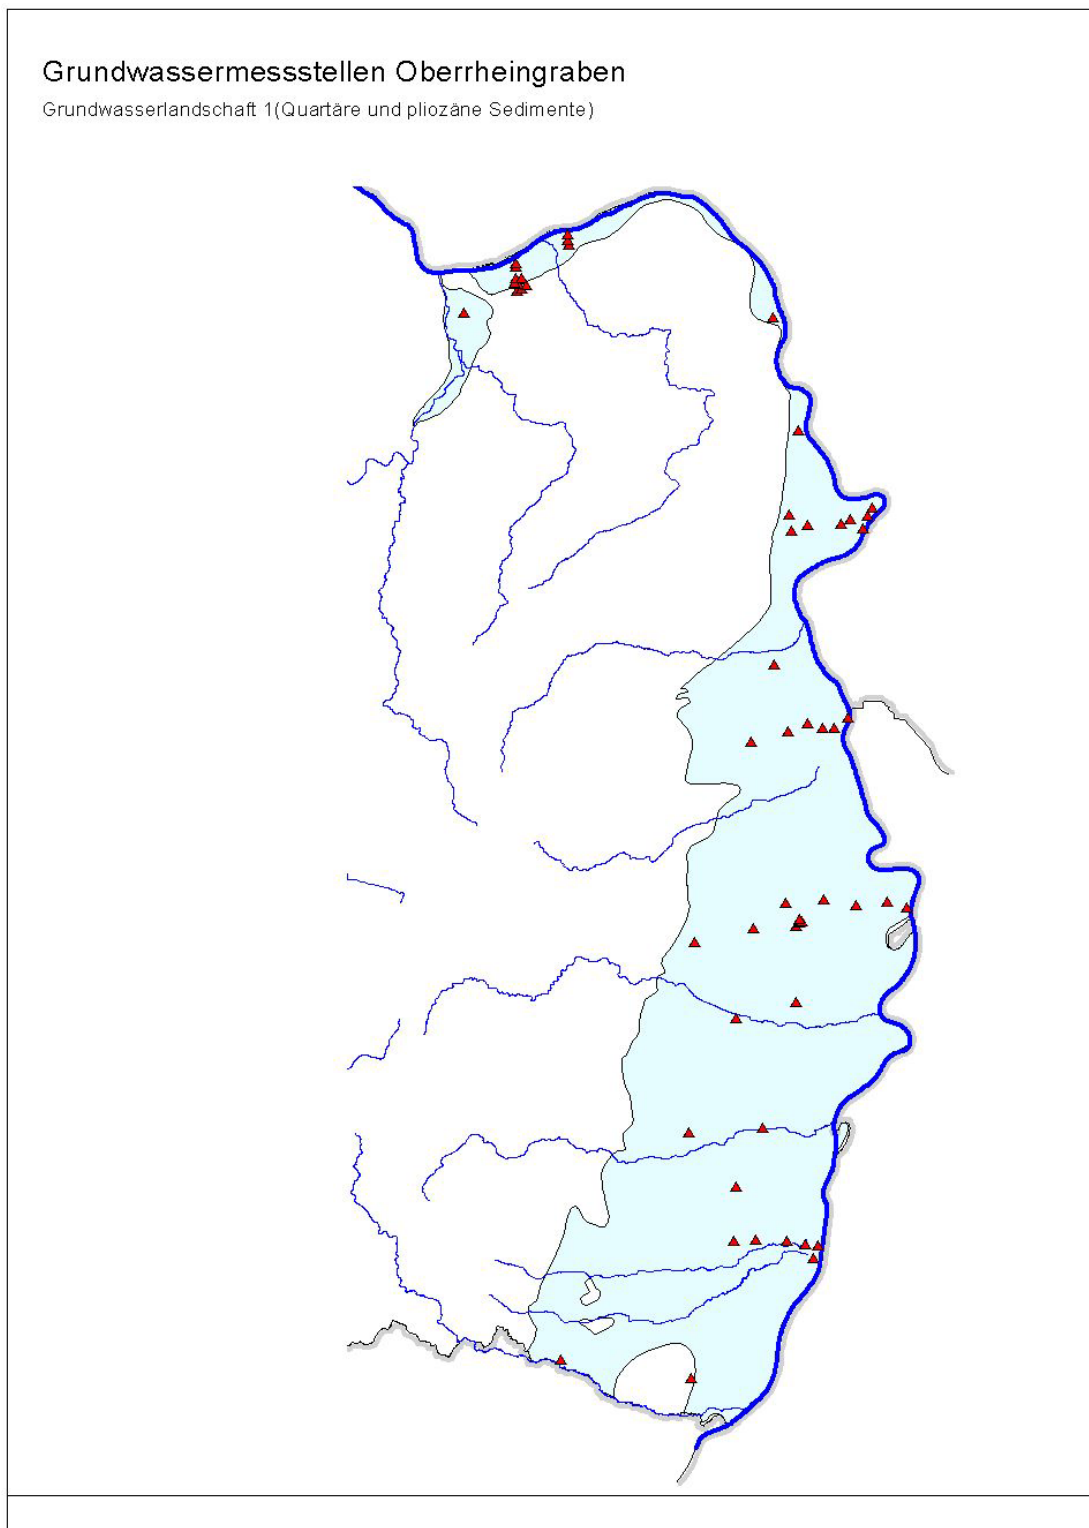 Grundwassermessstellen Oberrheingraben
Grundwasserlandschaft 1(Quartäre und pliozäne Sedimente)